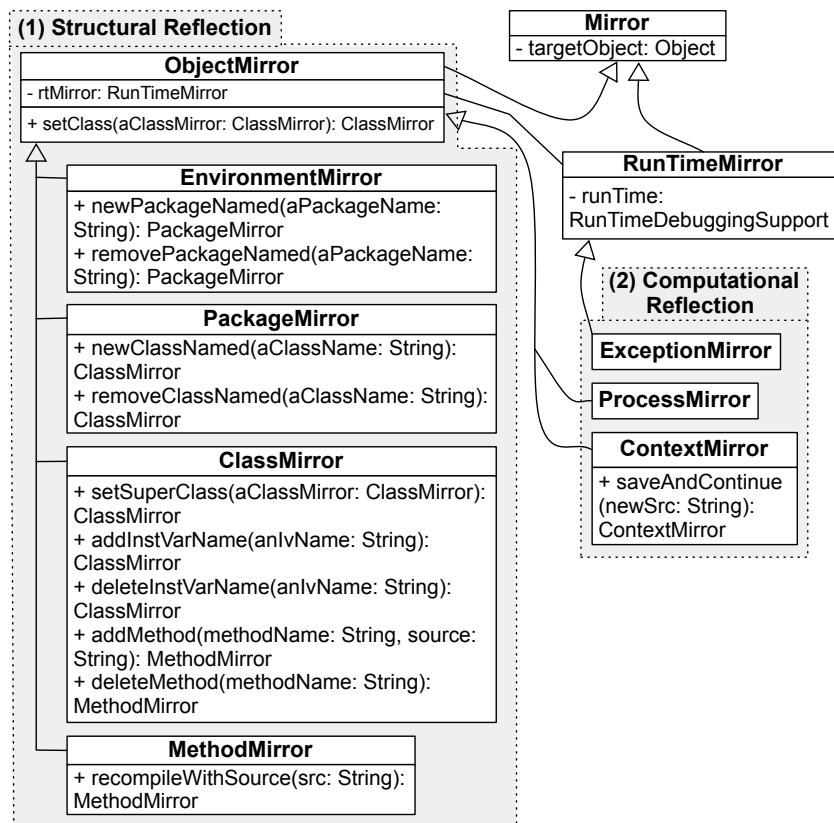 (1) Structural Reflection
ObjectMirror
- rtMirror: RunTimeMirror
+ setClass(aClassMirror: ClassMirror): ClassMirror
EnvironmentMirror
+ newPackageNamed(aPackageName:
String): PackageMirror
+ removePackageNamed(aPackageName:
String): PackageMirror
PackageMirror
+ newClassNamed(aClassName: String):
ClassMirror
+ removeClassNamed(aClassName: String):
ClassMirror
ClassMirror
+ setSuperClass(aClassMirror: ClassMirror):
ClassMirror
+ addInstVarName(anIvName: String):
ClassMirror
+ deleteInstVarName(anIvName: String):
ClassMirror
+ addMethod(methodName: String, source:
String): MethodMirror
+ deleteMethod(methodName: String):
MethodMirror
MethodMirror
+ recompileWithSource(src: String):
MethodMirror
Mirror
- targetObject: Object
RunTimeMirror
- runTime:
RunTimeDebuggingSupport
(2) Computational
Reflection
ExceptionMirror
ProcessMirror
ContextMirror
+ saveAndContinue
(newSrc: String):
ContextMirror